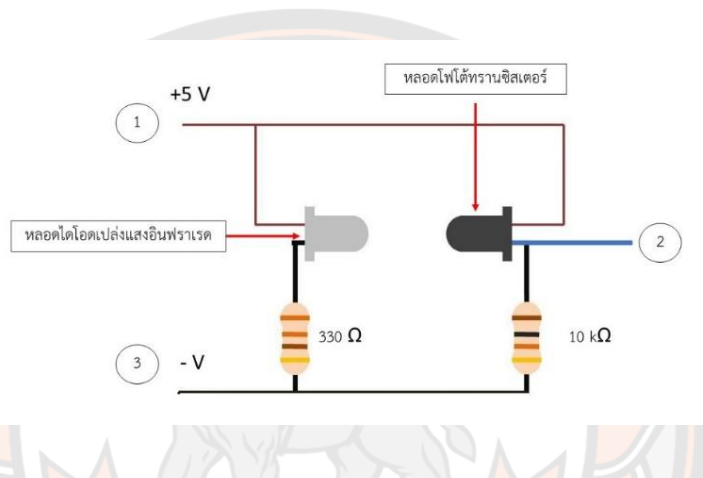 หลอดโฟโต้ทรานซิสเตอร์
+5 V
1
หลอดไดโอดเปล่งแสงอินฟราเรด
2
330 Ω
10 kΩ
3
- V